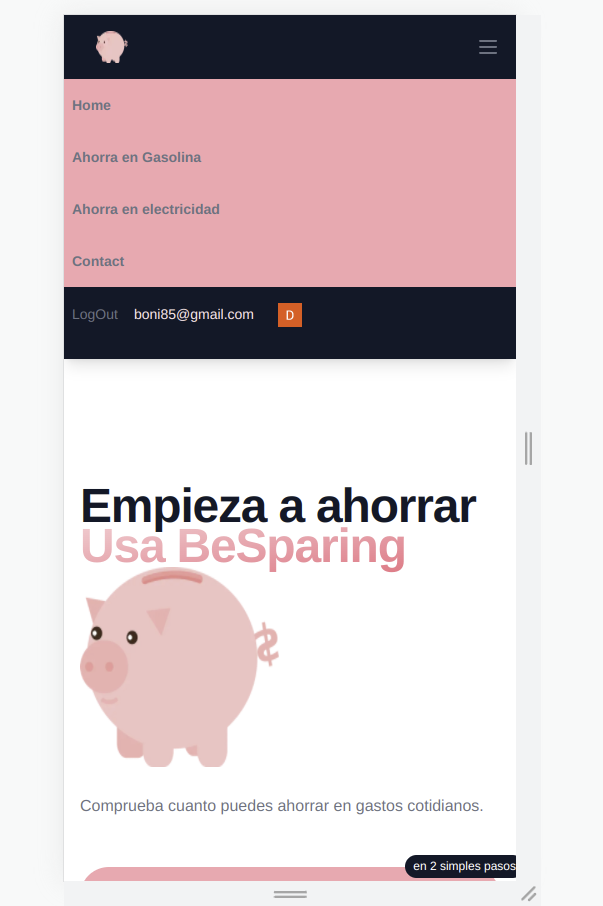 Home
Ahorra en Gasolina
Ahorra en electricidad
Contact
LogOut boni85@gmail.com D
Empieza a ahorrar
Usa BeSparing
Comprueba cuanto puedes ahorrar en gastos cotidianos.
en 2 simples pasos